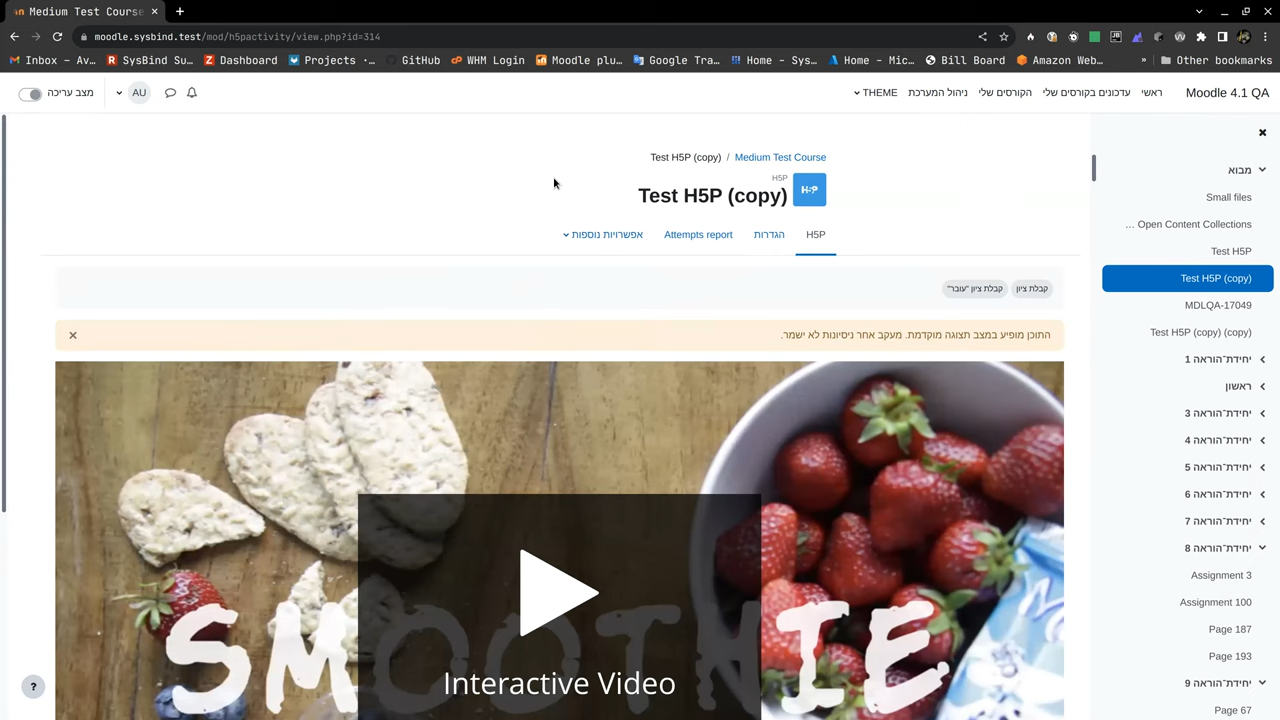 Medium Test Course
moodle.sysbind.test/mod/h5pactivity/view.php?id=314
Inbox – Av… SysBind Su… Dashboard Projects ·… GitHub WHM Login Moodle plu… Google Tra… Home – Sys… Home – Mic… Bill Board Amazon Web… » Other bookmarks
Moodle 4.1 QA ראשי עדכונים בקורסים שלי הקורסים שלי ניהול המערכת THEME AU מצב עריכה
Medium Test Course / Test H5P (copy)
H5P
Test H5P (copy)
H5P הגדרות Attempts report אפשרויות נוספות
קבלת ציון קבלת ציון "עובר"
התוכן מופיע במצב תצוגה מוקדמת. מעקב אחר ניסיונות לא ישמר.
SMOOTHIE
Interactive Video
?
מבוא
Small files
Open Content Collections …
Test H5P
Test H5P (copy)
MDLQA-17049
Test H5P (copy) (copy)
יחידת־הוראה 1
ראשון
יחידת־הוראה 3
יחידת־הוראה 4
יחידת־הוראה 5
יחידת־הוראה 6
יחידת־הוראה 7
יחידת־הוראה 8
Assignment 3
Assignment 100
Page 187
Page 193
יחידת־הוראה 9
Page 67